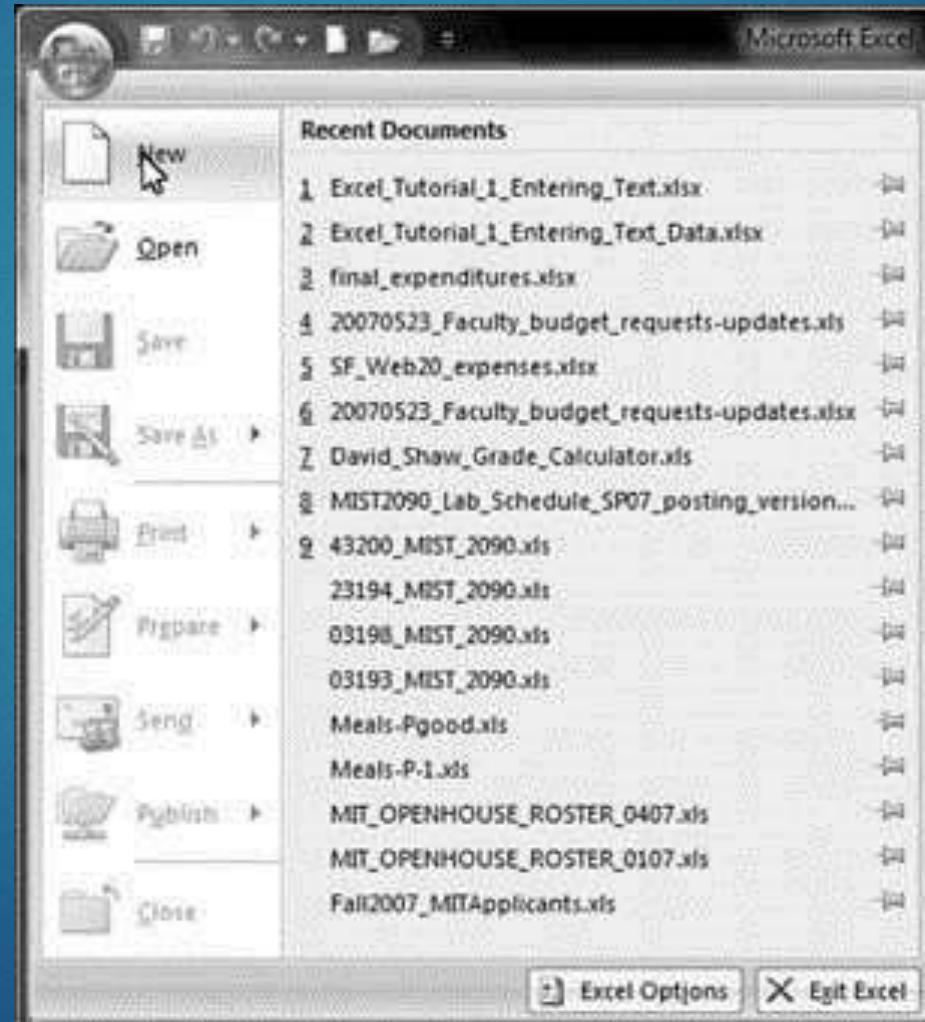 Microsoft Excel
New
Open
Save
Save As
Print
Prepare
Send
Publish
Close
Recent Documents
1 Excel_Tutorial_1_Entering_Text.xlsx
2 Excel_Tutorial_1_Entering_Text_Data.xlsx
3 final_expenditures.xlsx
4 20070523_Faculty_budget_requests-updates.xls
5 SF_Web20_expenses.xlsx
6 20070523_Faculty_budget_requests-updates.xlsx
7 David_Shaw_Grade_Calculator.xls
8 MIST2090_Lab_Schedule_SP07_posting_version...
9 43200_MIST_2090.xls
23194_MIST_2090.xls
03198_MIST_2090.xls
03193_MIST_2090.xls
Meals-Pgood.xls
Meals-P-1.xls
MIT_OPENHOUSE_ROSTER_0407.xls
MIT_OPENHOUSE_ROSTER_0107.xls
Fall2007_MITApplicants.xls
Excel Options
Exit Excel